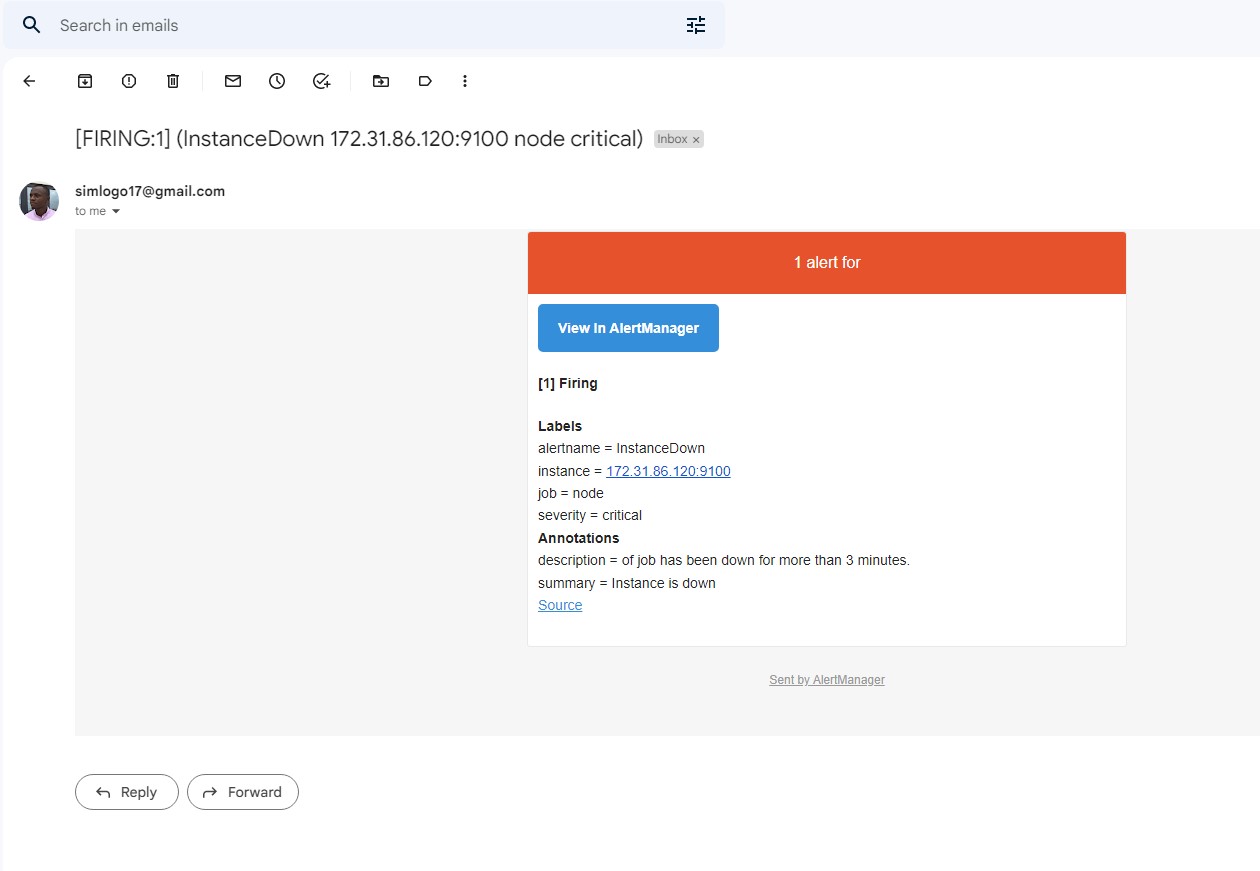 Search in emails
[FIRING:1] (InstanceDown 172.31.86.120:9100 node critical) Inbox ×
simlogo17@gmail.com
to me
1 alert for
View In AlertManager
[1] Firing
Labels
alertname = InstanceDown
instance = 172.31.86.120:9100
job = node
severity = critical
Annotations
description = of job has been down for more than 3 minutes.
summary = Instance is down
Source
Sent by AlertManager
Reply
Forward